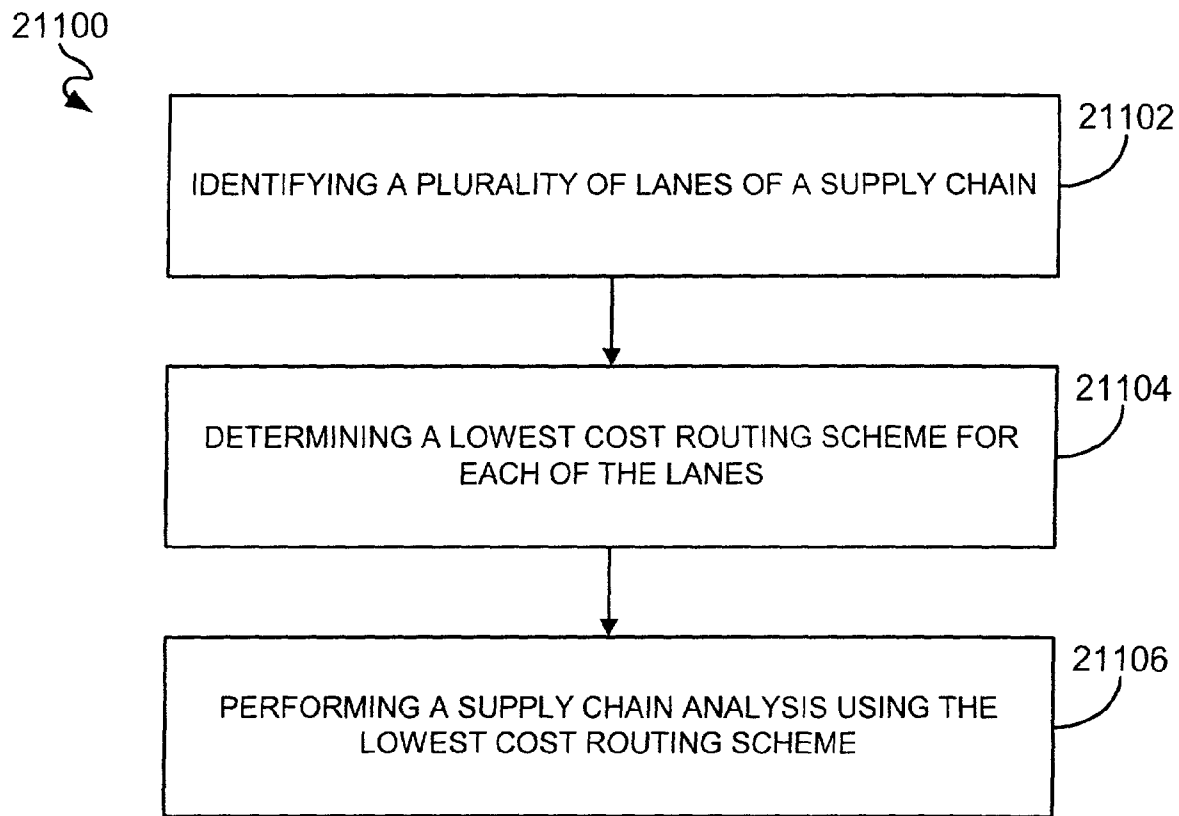 21100
21102
IDENTIFYING A PLURALITY OF LANES OF A SUPPLY CHAIN
21104
DETERMINING A LOWEST COST ROUTING SCHEME FOR
EACH OF THE LANES
21106
PERFORMING A SUPPLY CHAIN ANALYSIS USING THE
LOWEST COST ROUTING SCHEME